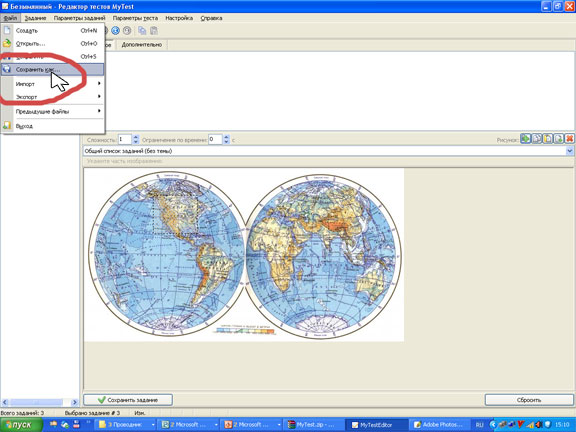 Безымянный - Редактор тестов MyTest
Файл Задание Параметры заданий Параметры теста Настройка Справка
Создать Ctrl+N
Открыть... Ctrl+O
Сохранить Ctrl+S
Сохранить как...
Импорт
Экспорт
Предыдущие файлы
Выход
Дополнительно
Сложность: 1 Ограничение по времени: 0 с Рисунок:
Общий список заданий (без темы)
Укажите часть изображения.
Сохранить задание Сбросить
Всего заданий: 3 Выбрано задание # 3 Изм.
пуск 3 Проводник 2 Microsoft ... 2 Microsoft ... MyTest.zip - ... MyTestEditor Adobe Photos... RU 15:10